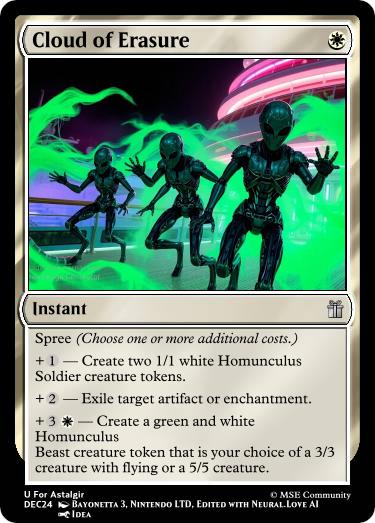 Cloud of Erasure
Instant
Spree (Choose one or more additional costs.)
+ 1 — Create two 1/1 white Homunculus
Soldier creature tokens.
+ 2 — Exile target artifact or enchantment.
+ 3 — Create a green and white
Homunculus
Beast creature token that is your choice of a 3/3
creature with flying or a 5/5 creature.
U For Astalgir © MSE Community
DEC24 Bayonetta 3, Nintendo LTD, Edited with Neural.Love AI
Idea